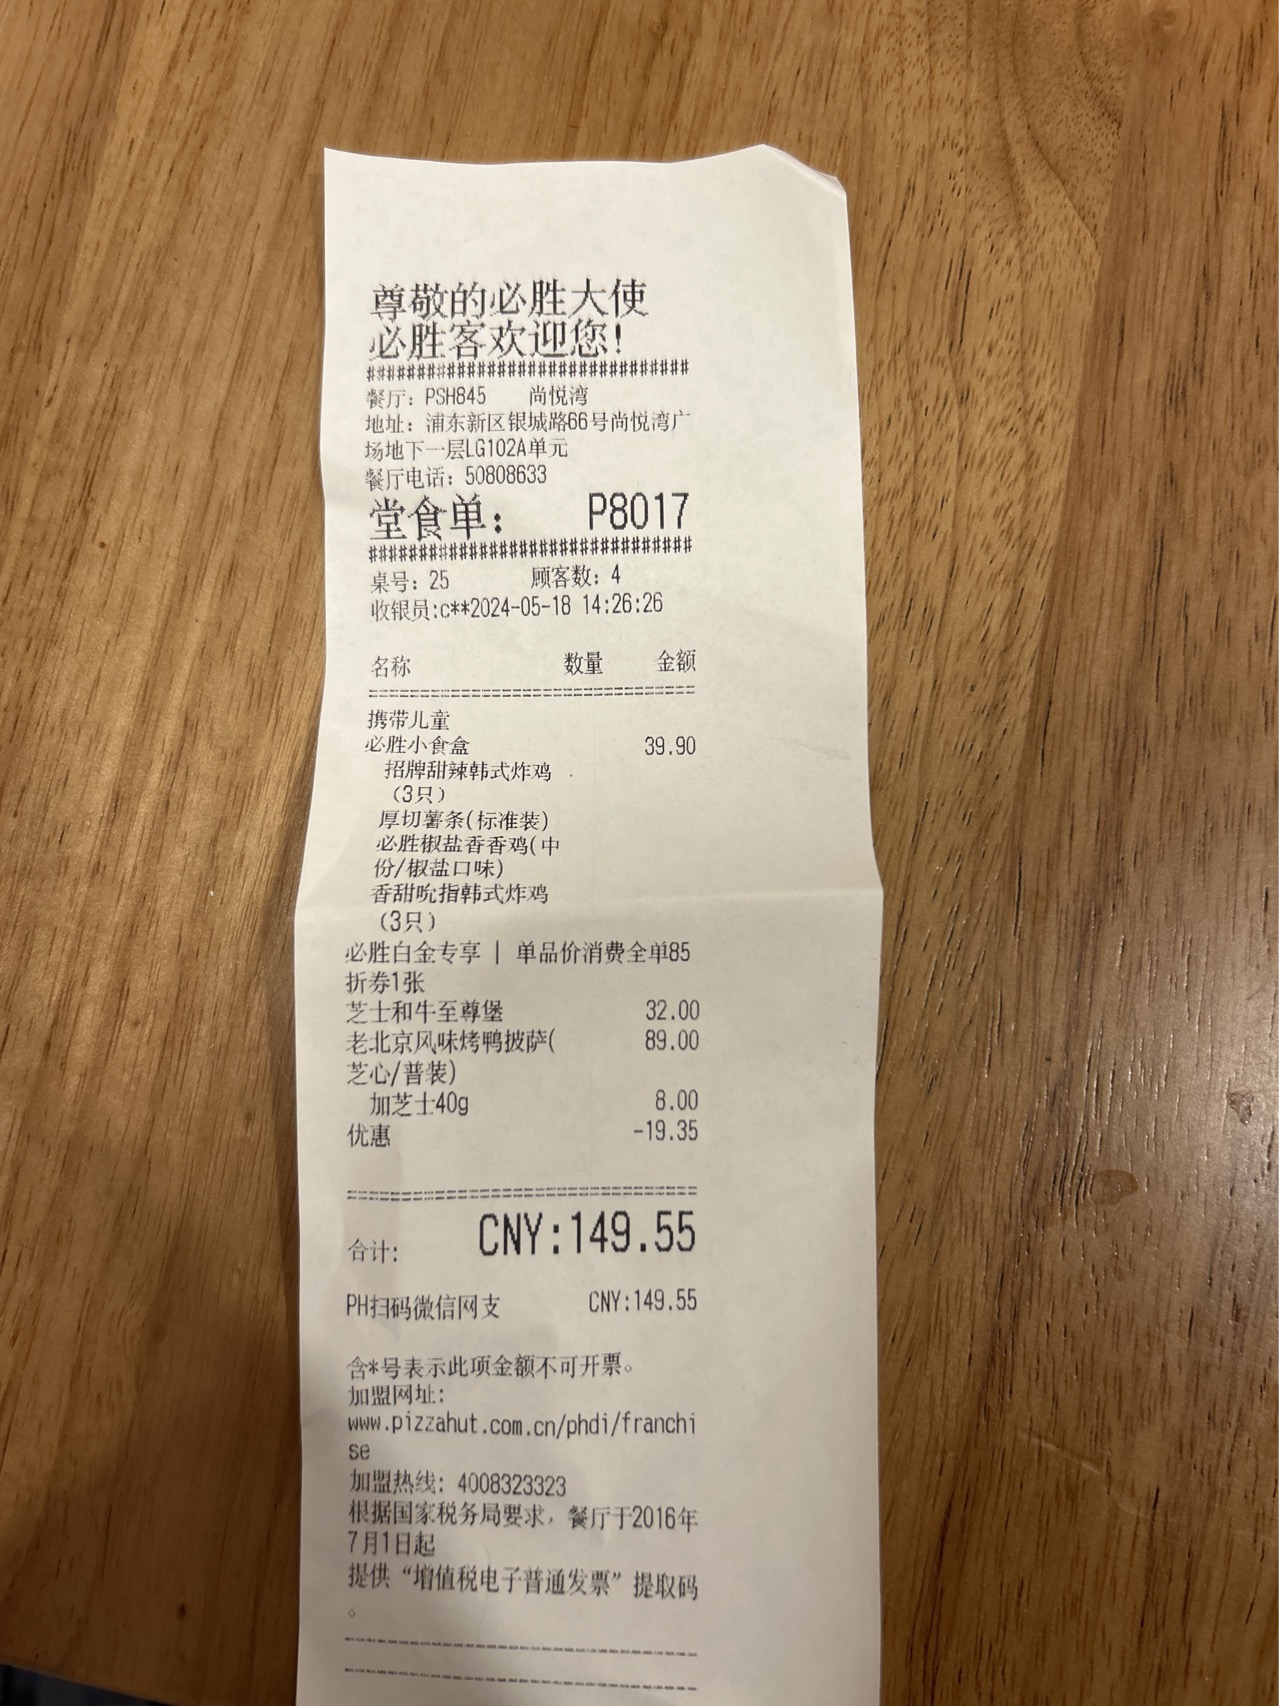 尊敬的必胜大使
必胜客欢迎您!
################################
餐厅: PSH845 尚悦湾
地址: 浦东新区银城路66号尚悦湾广
场地下一层LG102A单元
餐厅电话: 50808633
堂食单: P8017
################################
桌号: 25 顾客数: 4
收银员:c**2024-05-18 14:26:26
名称 数量 金额
================================
携带儿童
必胜小食盒 39.90
招牌甜辣韩式炸鸡
(3只)
厚切薯条(标准装)
必胜椒盐香香鸡(中
份/椒盐口味)
香甜吮指韩式炸鸡
(3只)
必胜白金专享 | 单品价消费全单85
折券1张
芝士和牛至尊堡 32.00
老北京风味烤鸭披萨( 89.00
芝心/普装)
加芝士40g 8.00
优惠 -19.35
================================
合计: CNY:149.55
PH扫码微信网支 CNY:149.55
含*号表示此项金额不可开票。
加盟网址:
www.pizzahut.com.cn/phdi/franchi
se
加盟热线: 4008323323
根据国家税务局要求，餐厅于2016年
7月1日起
提供“增值税电子普通发票”提取码
。
--------------------------------
--------------------------------